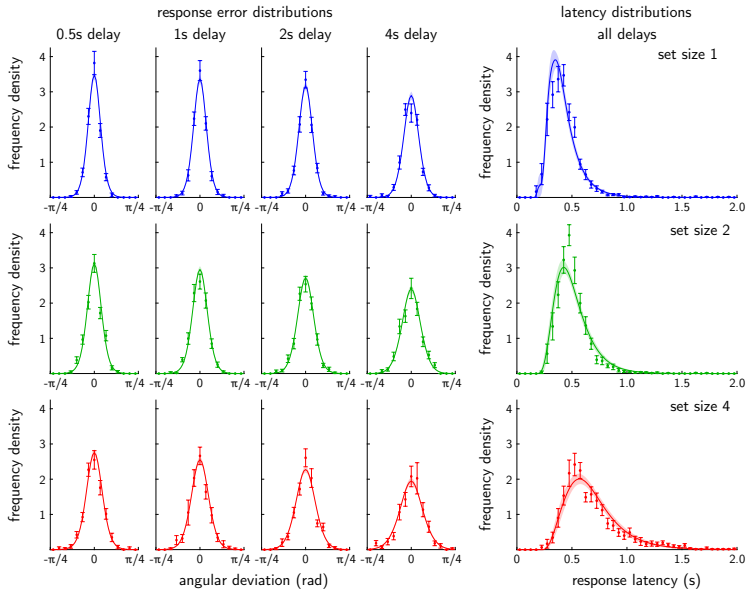 response error distributions
latency distributions
0.5s delay 1s delay 2s delay 4s delay all delays
set size 1
frequency density
4
3
2
1
-π/4 0 π/4 -π/4 0 π/4 -π/4 0 π/4 -π/4 0 π/4
frequency density
4
3
2
1
0 0.5 1.0 1.5 2.0
set size 2
frequency density
4
3
2
1
-π/4 0 π/4 -π/4 0 π/4 -π/4 0 π/4 -π/4 0 π/4
frequency density
4
3
2
1
0 0.5 1.0 1.5 2.0
set size 4
frequency density
4
3
2
1
-π/4 0 π/4 -π/4 0 π/4 -π/4 0 π/4 -π/4 0 π/4
angular deviation (rad)
frequency density
4
3
2
1
0 0.5 1.0 1.5 2.0
response latency (s)